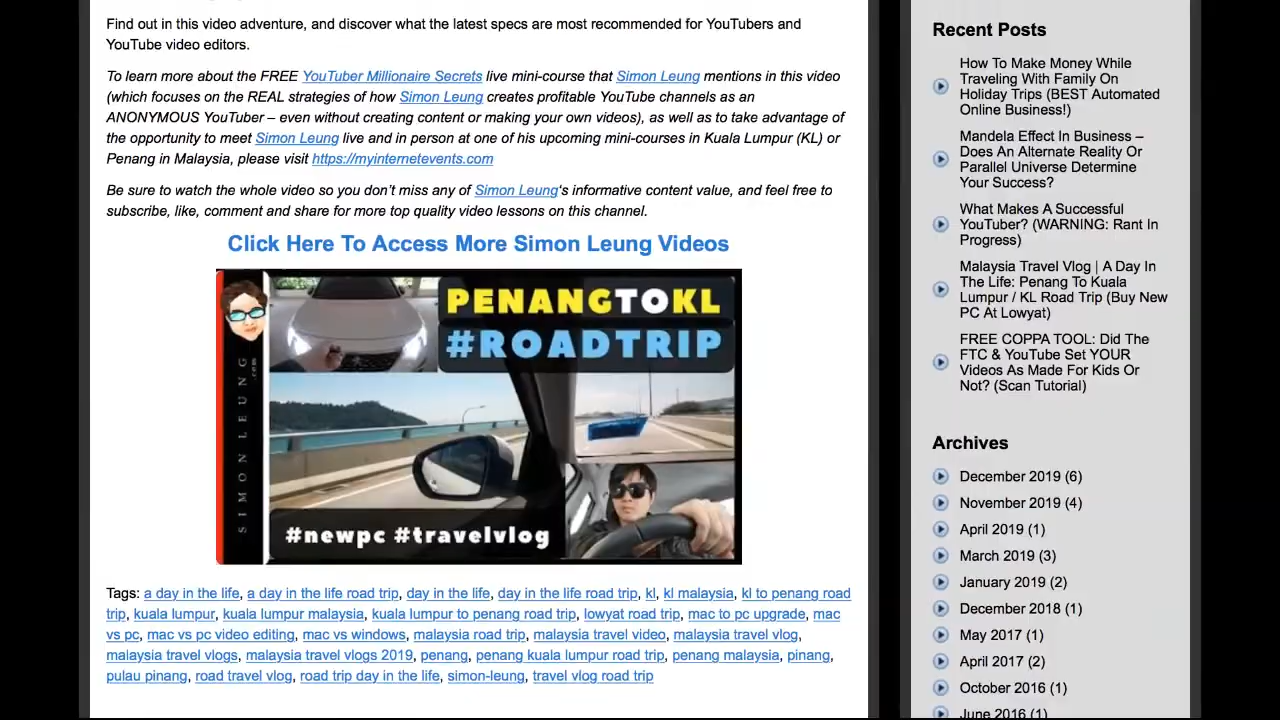 Find out in this video adventure, and discover what the latest specs are most recommended for YouTubers and
YouTube video editors.
To learn more about the FREE YouTuber Millionaire Secrets live mini-course that Simon Leung mentions in this video
(which focuses on the REAL strategies of how Simon Leung creates profitable YouTube channels as an
ANONYMOUS YouTuber – even without creating content or making your own videos), as well as to take advantage of
the opportunity to meet Simon Leung live and in person at one of his upcoming mini-courses in Kuala Lumpur (KL) or
Penang in Malaysia, please visit https://myinternetevents.com
Be sure to watch the whole video so you don’t miss any of Simon Leung‘s informative content value, and feel free to
subscribe, like, comment and share for more top quality video lessons on this channel.
Click Here To Access More Simon Leung Videos
SIMON LEUNG.com
PENANGTOKL
#ROADTRIP
#newpc #travelvlog
Tags: a day in the life, a day in the life road trip, day in the life, day in the life road trip, kl, kl malaysia, kl to penang road
trip, kuala lumpur, kuala lumpur malaysia, kuala lumpur to penang road trip, lowyat road trip, mac to pc upgrade, mac
vs pc, mac vs pc video editing, mac vs windows, malaysia road trip, malaysia travel video, malaysia travel vlog,
malaysia travel vlogs, malaysia travel vlogs 2019, penang, penang kuala lumpur road trip, penang malaysia, pinang,
pulau pinang, road travel vlog, road trip day in the life, simon-leung, travel vlog road trip
Recent Posts
How To Make Money While
Traveling With Family On
Holiday Trips (BEST Automated
Online Business!)
Mandela Effect In Business –
Does An Alternate Reality Or
Parallel Universe Determine
Your Success?
What Makes A Successful
YouTuber? (WARNING: Rant In
Progress)
Malaysia Travel Vlog | A Day In
The Life: Penang To Kuala
Lumpur / KL Road Trip (Buy New
PC At Lowyat)
FREE COPPA TOOL: Did The
FTC & YouTube Set YOUR
Videos As Made For Kids Or
Not? (Scan Tutorial)
Archives
December 2019 (6)
November 2019 (4)
April 2019 (1)
March 2019 (3)
January 2019 (2)
December 2018 (1)
May 2017 (1)
April 2017 (2)
October 2016 (1)
June 2016 (1)